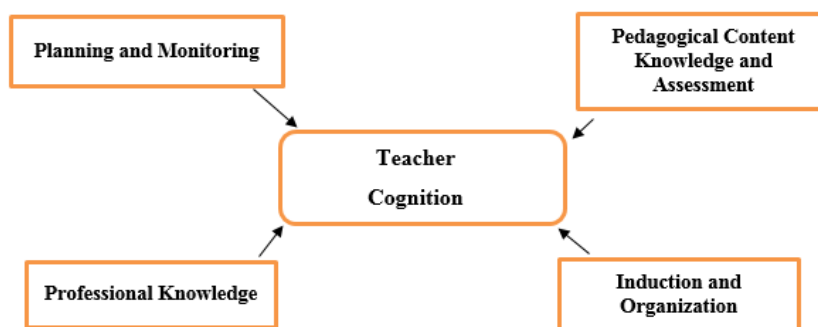 Planning and Monitoring
Pedagogical Content
Knowledge and
Assessment
Teacher
Cognition
Professional Knowledge
Induction and
Organization